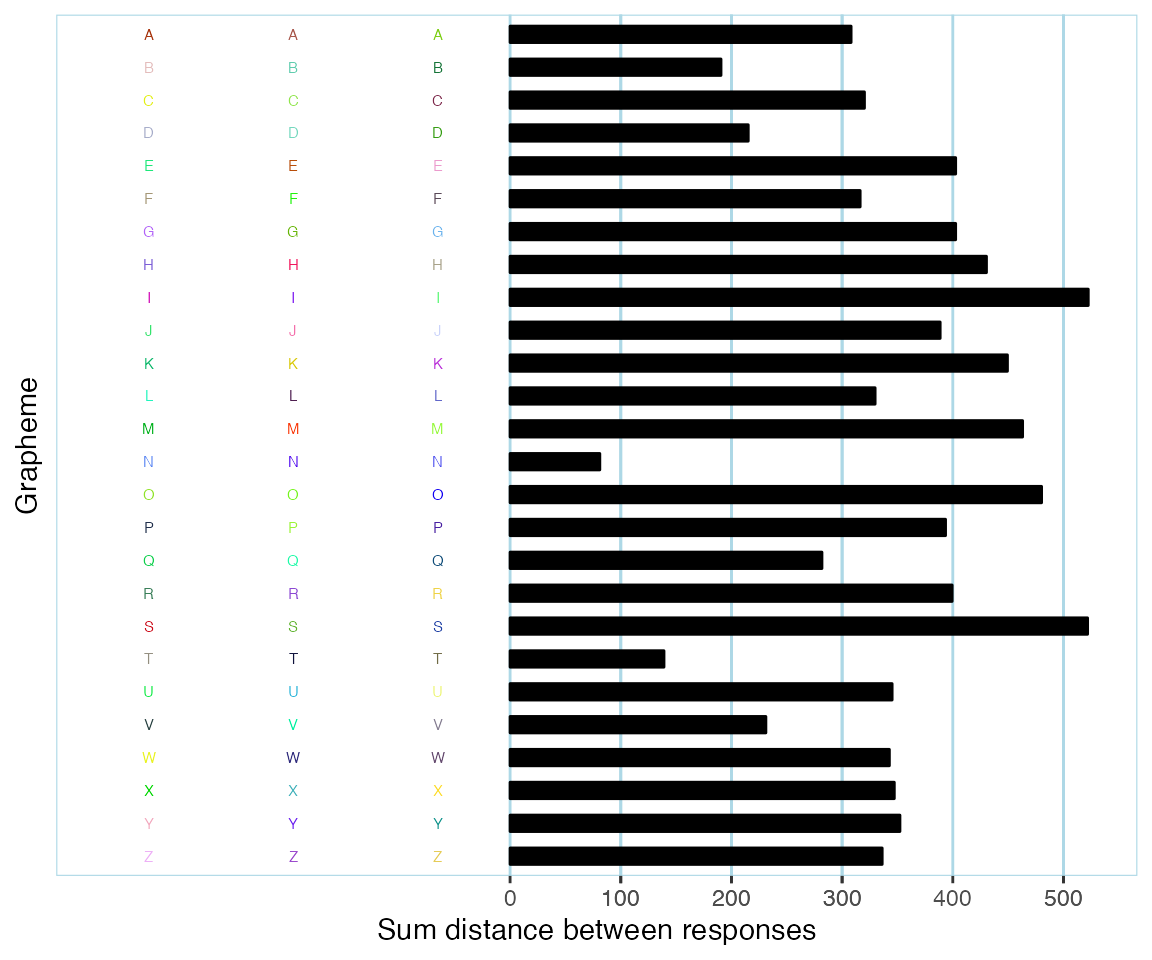 Grapheme
A A A
B B B
C C C
D D D
E E E
F F F
G G G
H H H
I I I
J J J
K K K
L L L
M M M
N N N
O O O
P P P
Q Q Q
R R R
S S S
T T T
U U U
V V V
W W W
X X X
Y Y Y
Z Z Z
0 100 200 300 400 500
Sum distance between responses